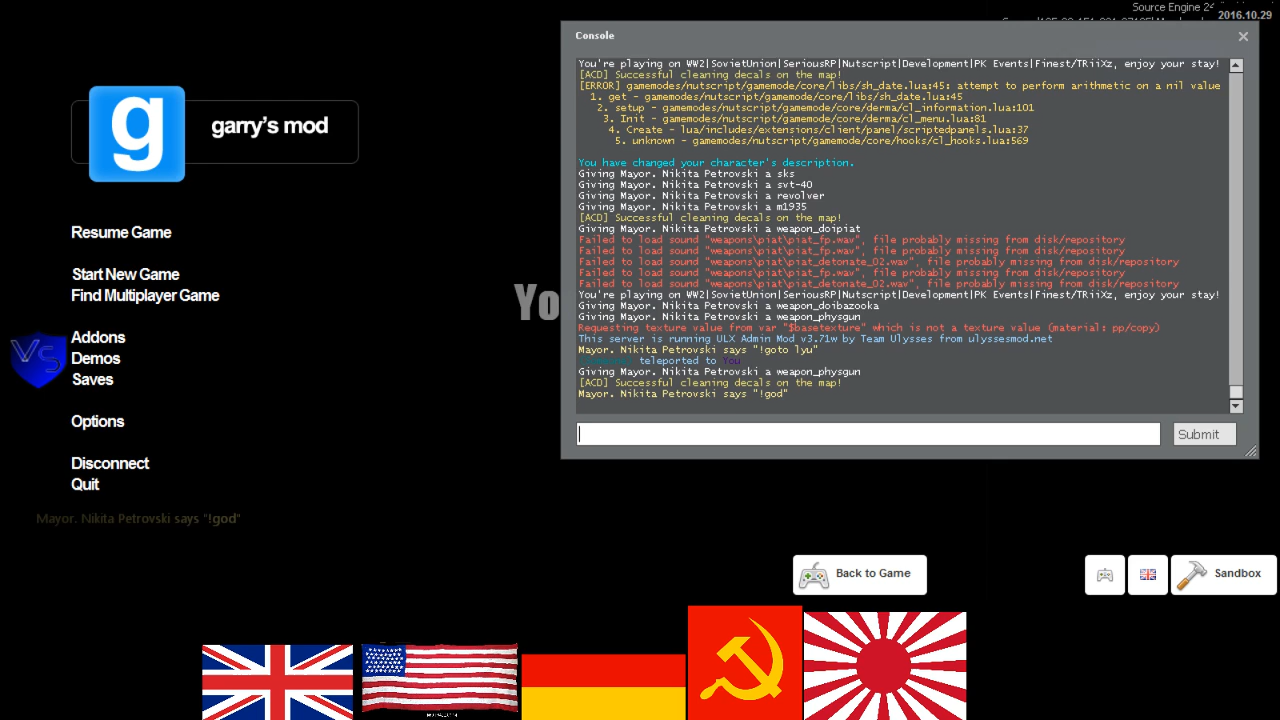 Source Engine 24
2016.10.29
Console
You're playing on WW2|SovietUnion|SeriousRP|Nutscript|Development|PK Events|Finest/TRiiXz, enjoy your stay!
[ACD] Successful cleaning decals on the map!
[ERROR] gamemodes/nutscript/gamemode/core/libs/sh_date.lua:45: attempt to perform arithmetic on a nil value
1. get - gamemodes/nutscript/gamemode/core/libs/sh_date.lua:45
2. setup - gamemodes/nutscript/gamemode/core/derma/cl_information.lua:101
3. Init - gamemodes/nutscript/gamemode/core/derma/cl_menu.lua:81
4. Create - lua/includes/extensions/client/panel/scriptedpanels.lua:37
5. unknown - gamemodes/nutscript/gamemode/core/hooks/cl_hooks.lua:569
You have changed your character's description.
Giving Mayor. Nikita Petrovski a sks
Giving Mayor. Nikita Petrovski a svt-40
Giving Mayor. Nikita Petrovski a revolver
Giving Mayor. Nikita Petrovski a m1935
[ACD] Successful cleaning decals on the map!
Giving Mayor. Nikita Petrovski a weapon_doipiat
Failed to load sound "weapons\piat\piat_fp.wav", file probably missing from disk/repository
Failed to load sound "weapons\piat\piat_fp.wav", file probably missing from disk/repository
Failed to load sound "weapons\piat\piat_detonate_02.wav", file probably missing from disk/repository
Failed to load sound "weapons\piat\piat_fp.wav", file probably missing from disk/repository
Failed to load sound "weapons\piat\piat_detonate_02.wav", file probably missing from disk/repository
You're playing on WW2|SovietUnion|SeriousRP|Nutscript|Development|PK Events|Finest/TRiiXz, enjoy your stay!
Giving Mayor. Nikita Petrovski a weapon_doibazooka
Giving Mayor. Nikita Petrovski a weapon_physgun
Requesting texture value from var "$basetexture" which is not a texture value (material: pp/copy)
This server is running ULX Admin Mod v3.71w by Team Ulysses from ulyssesmod.net
Mayor. Nikita Petrovski says "!goto lyu"
teleported to You
Giving Mayor. Nikita Petrovski a weapon_physgun
[ACD] Successful cleaning decals on the map!
Mayor. Nikita Petrovski says "!god"
Submit
g
garry's mod
Resume Game
Start New Game
Find Multiplayer Game
Addons
Demos
Saves
Options
Disconnect
Quit
VS
Yo
Mayor. Nikita Petrovski says "!god"
Back to Game
Sandbox